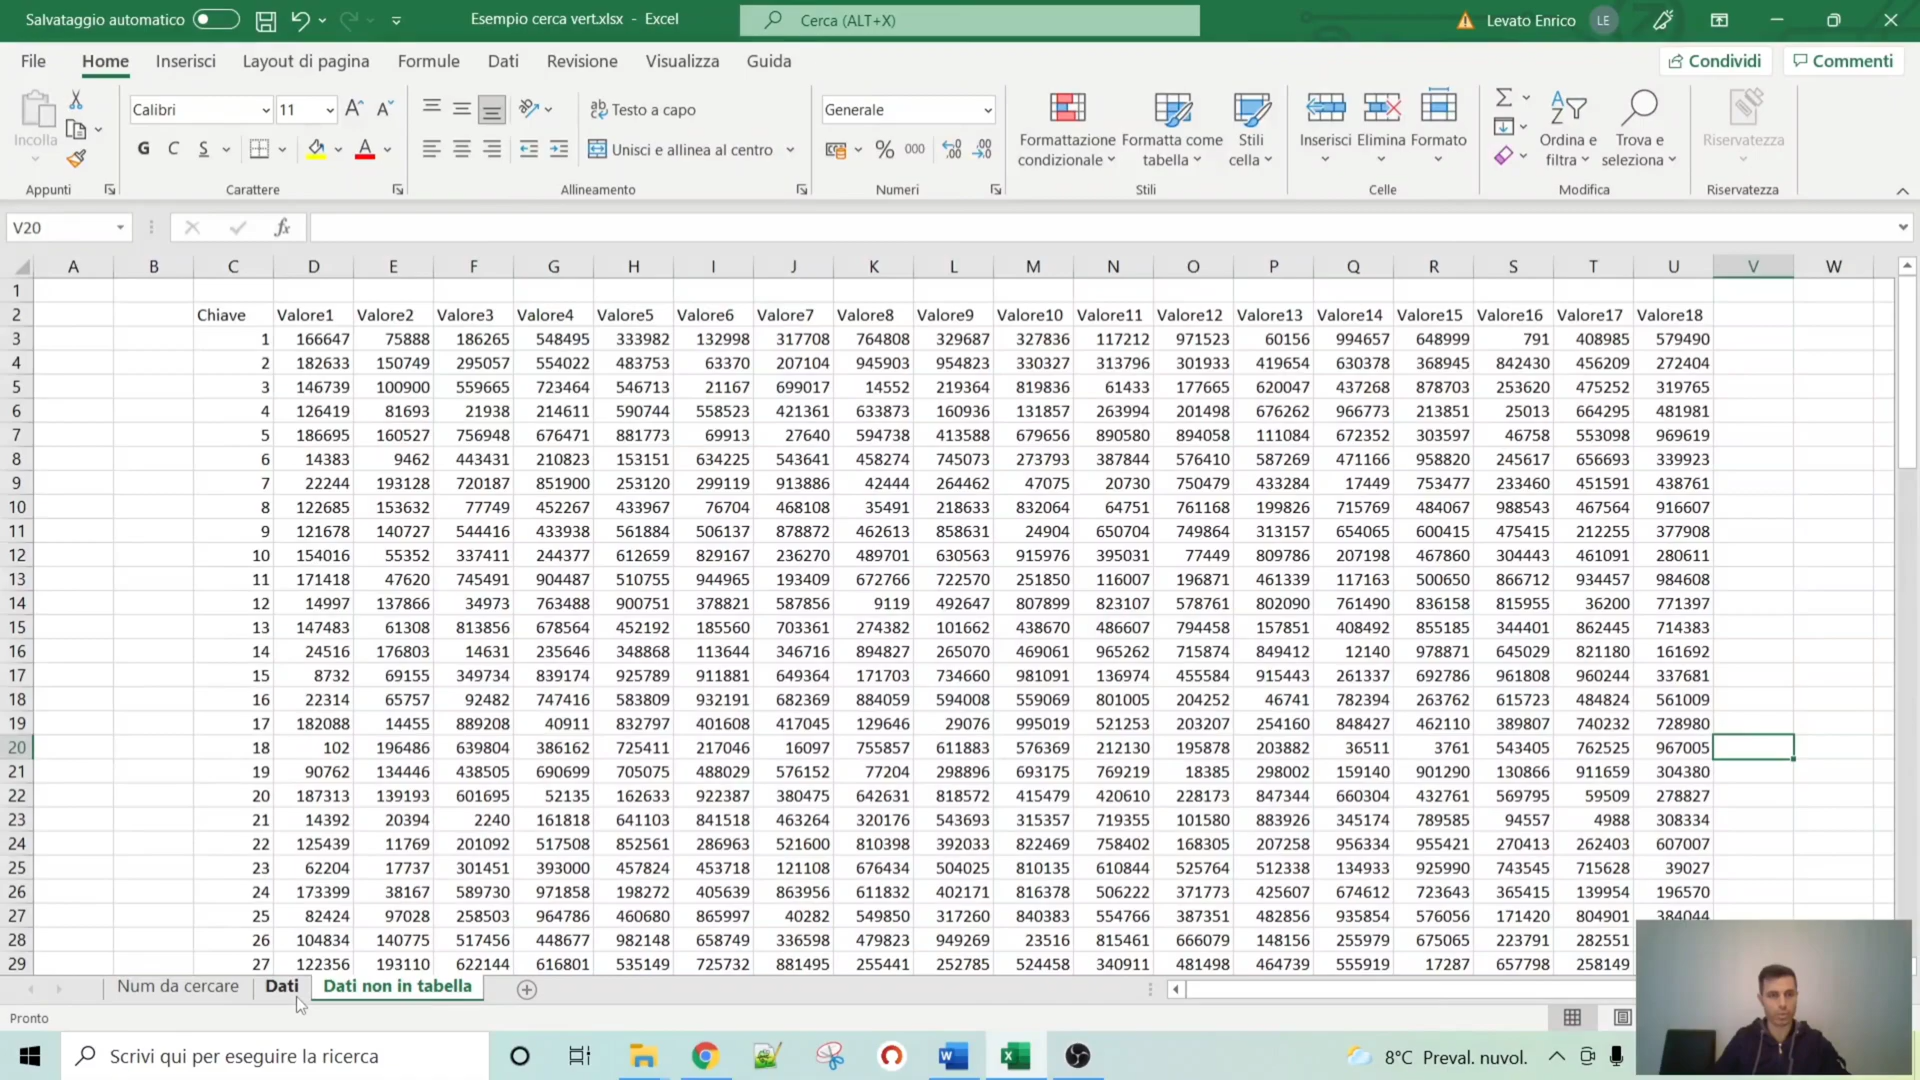 Salvataggio automatico
Esempio cerca vert.xlsx - Excel
Cerca (ALT+X)
Levato Enrico LE
File Home Inserisci Layout di pagina Formule Dati Revisione Visualizza Guida
Condividi Commenti
Incolla
Calibri 11
Testo a capo
Generale
Formattazione condizionale
Formatta come tabella
Stili cella
Inserisci Elimina Formato
Ordina e filtra
Trova e seleziona
Riservatezza
G C S
Unisci e allinea al centro
% 000
Appunti Carattere Allineamento Numeri Stili Celle Modifica Riservatezza
V20 fx
A B C D E F G H I J K L M N O P Q R S T U V W
1
2 Chiave Valore1 Valore2 Valore3 Valore4 Valore5 Valore6 Valore7 Valore8 Valore9 Valore10 Valore11 Valore12 Valore13 Valore14 Valore15 Valore16 Valore17 Valore18
3 1 166647 75888 186265 548495 333982 132998 317708 764808 329687 327836 117212 971523 60156 994657 648999 791 408985 579490
4 2 182633 150749 295057 554022 483753 63370 207104 945903 954823 330327 313796 301933 419654 630378 368945 842430 456209 272404
5 3 146739 100900 559665 723464 546713 21167 699017 14552 219364 819836 61433 177665 620047 437268 878703 253620 475252 319765
6 4 126419 81693 21938 214611 590744 558523 421361 633873 160936 131857 263994 201498 676262 966773 213851 25013 664295 481981
7 5 186695 160527 756948 676471 881773 69913 27640 594738 413588 679656 890580 894058 111084 672352 303597 46758 553098 969619
8 6 14383 9462 443431 210823 153151 634225 543641 458274 745073 273793 387844 576410 587269 471166 958820 245617 656693 339923
9 7 22244 193128 720187 851900 253120 299119 913886 42444 264462 47075 20730 750479 433284 17449 753477 233460 451591 438761
10 8 122685 153632 77749 452267 433967 76704 468108 35491 218633 832064 64751 761168 199826 715769 484067 988543 467564 916607
11 9 121678 140727 544416 433938 561884 506137 878872 462613 858631 24904 650704 749864 313157 654065 600415 475415 212255 377908
12 10 154016 55352 337411 244377 612659 829167 236270 489701 630563 915976 395031 77449 809786 207198 467860 304443 461091 280611
13 11 171418 47620 745491 904487 510755 944965 193409 672766 722570 251850 116007 196871 461339 117163 500650 866712 934457 984608
14 12 14997 137866 34973 763488 900751 378821 587856 9119 492647 807899 823107 578761 802090 761490 836158 815955 36200 771397
15 13 147483 61308 813856 678564 452192 185560 703361 274382 101662 438670 486607 794458 157851 408492 855185 344401 862445 714383
16 14 24516 176803 14631 235646 348868 113644 346716 894827 265070 469061 965262 715874 849412 12140 978871 645029 821180 161692
17 15 8732 69155 349734 839174 925789 911881 649364 171703 734660 981091 136974 455584 915443 261337 692786 961808 960244 337681
18 16 22314 65757 92482 747416 583809 932191 682369 884059 594008 559069 801005 204252 46741 782394 263762 615723 484824 561009
19 17 182088 14455 889208 40911 832797 401608 417045 129646 29076 995019 521253 203207 254160 848427 462110 389807 740232 728980
20 18 102 196486 639804 386162 725411 217046 16097 755857 611883 576369 212130 195878 203882 36511 3761 543405 762525 967005
21 19 90762 134446 438505 690699 705075 488029 576152 77204 298896 693175 769219 18385 298002 159140 901290 130866 911659 304380
22 20 187313 139193 601695 52135 162633 922387 380475 642631 818572 415479 420610 228173 847344 660304 432761 569795 59509 278827
23 21 14392 20394 2240 161818 641103 841518 463264 320176 543693 315357 719355 101580 883926 345174 789585 94557 4988 308334
24 22 125439 11769 201092 517508 852561 286963 521600 810398 392033 822469 758402 168305 207258 956334 955421 270413 262403 607007
25 23 62204 17737 301451 393000 457824 453718 121108 676434 504025 810135 610844 525764 512338 134933 925990 743545 715628 39027
26 24 173399 38167 589730 971858 198272 405639 863956 611832 402171 816378 506222 371773 425607 674612 723643 365415 139954 196570
27 25 82424 97028 258503 964786 460680 865997 40282 549850 317260 840383 554766 387351 482856 935854 576056 171420 804901 384044
28 26 104834 140775 517456 448677 982148 658749 336598 479823 949269 23516 815461 666079 148156 255979 675065 223791 282551
29 27 122356 193110 622144 616801 535149 725732 881495 255441 252785 524458 340911 481498 464739 555919 17287 657798 258149
Num da cercare Dati Dati non in tabella
Pronto
Scrivi qui per eseguire la ricerca
8°C Preval. nuvol.